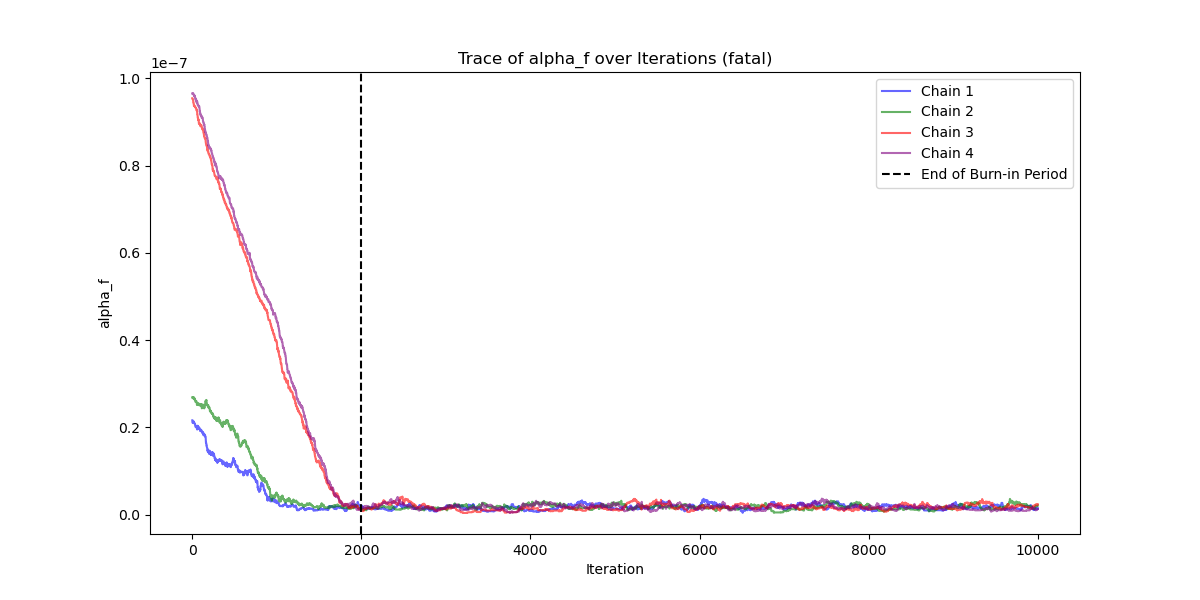 Trace of alpha_f over Iterations (fatal)
1e−7
1.0
0.8
0.6
0.4
0.2
0.0
alpha_f
0
2000
4000
6000
8000
10000
Iteration
Chain 1
Chain 2
Chain 3
Chain 4
End of Burn-in Period